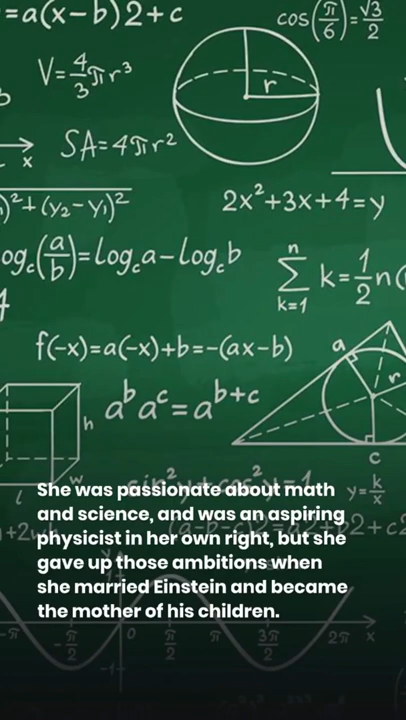 =a(x-b)2+c
cos(π/6)=√3/2
V=4/3πr³
r
x
SA=4πr²
)²+(y₂-y₁)²
2x²+3x+4=y
log꜀(a/b)=log꜀a-log꜀b
n
∑ k=1/2n(
k=1
f(-x)=a(-x)+b=-(ax-b)
a
r
h
aᵇaᶜ=aᵇ⁺ᶜ
c
w
l
y=k/x
She was passionate about math
and science, and was an aspiring
physicist in her own right, but she
gave up those ambitions when
she married Einstein and became
the mother of his children.
-π
-π/2
0
π/2
π
3π/2
2π
x
-1